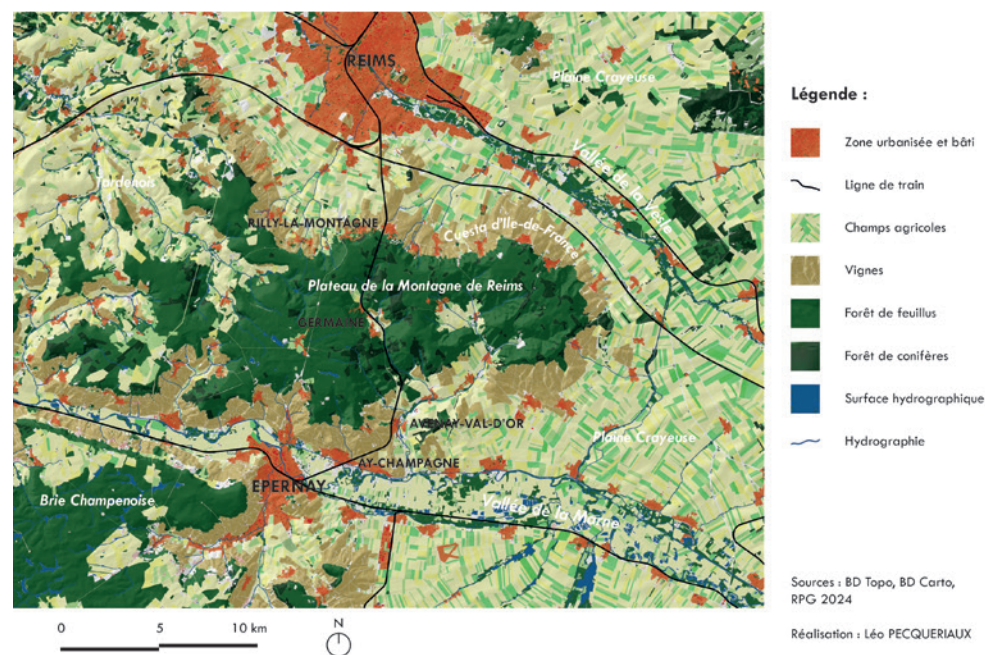 REIMS
Plaine Crayeuse
Vallée de la Vesle
Tardenois
RILLY-LA-MONTAGNE
Cuesta d'Ile-de-France
Plateau de la Montagne de Reims
GERMAINE
AVENAY-VAL-D'OR
Plaine Crayeuse
AY-CHAMPAGNE
EPERNAY
Brie Champenoise
Vallée de la Marne
0 5 10 km
N
Légende :
Zone urbanisée et bâti
Ligne de train
Champs agricoles
Vignes
Forêt de feuillus
Forêt de conifères
Surface hydrographique
Hydrographie
Sources : BD Topo, BD Carto,
RPG 2024
Réalisation : Léo PECQUERIAUX